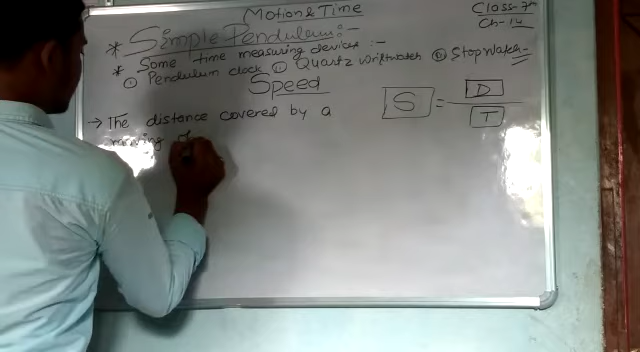 Motion & Time
Class-7th
Ch-14
* Simple Pendulum:-
* Some time measuring devices :-
① Pendulum clock ② Quartz wristwatch ③ Stop Watch
Speed
→ The distance covered by a
moving
S = D
T